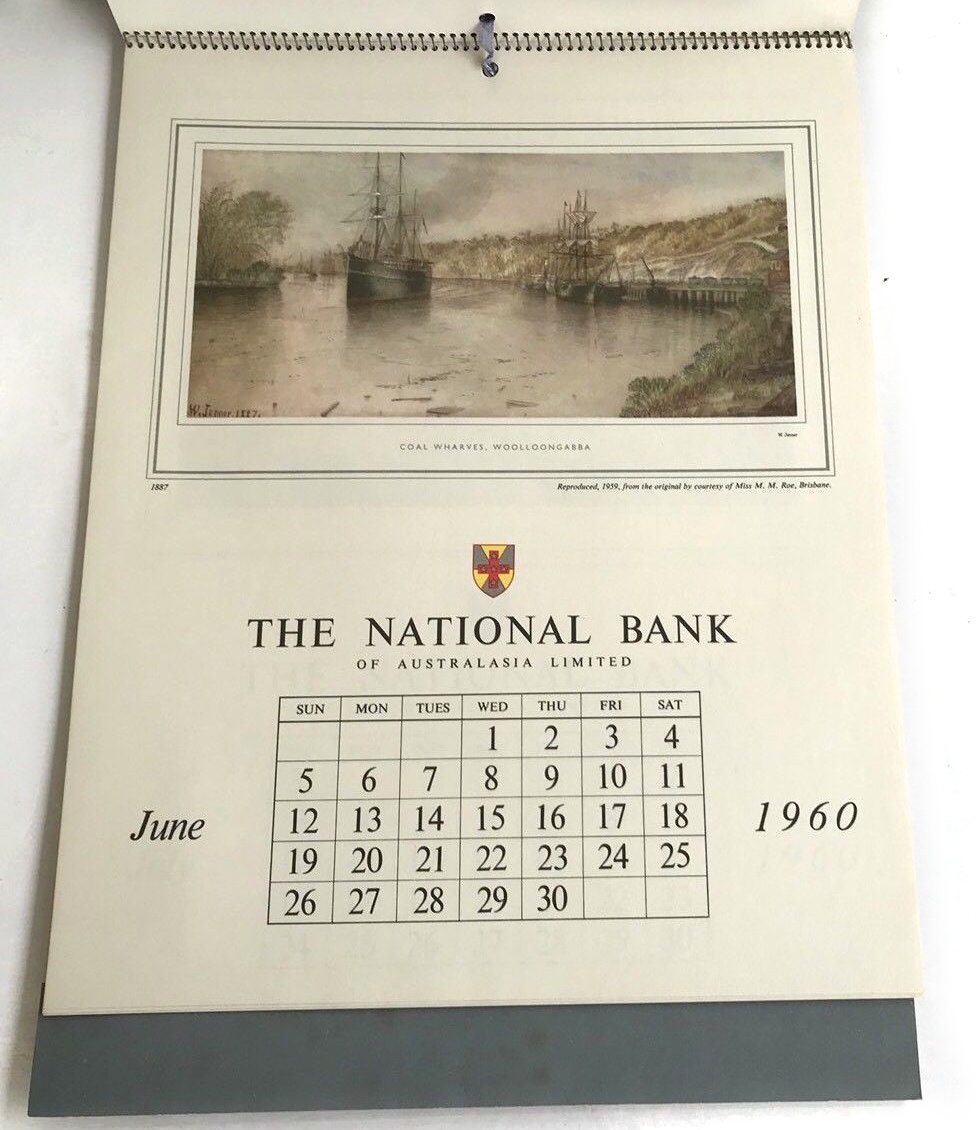 W. Jenner. 1887.
W. Jenner
COAL WHARVES, WOOLLOONGABBA
1887
Reproduced, 1959, from the original by courtesy of Miss M. M. Roe, Brisbane.
THE NATIONAL BANK
OF AUSTRALASIA LIMITED
SUN MON TUES WED THU FRI SAT
1 2 3 4
5 6 7 8 9 10 11
12 13 14 15 16 17 18
June
1960
19 20 21 22 23 24 25
26 27 28 29 30